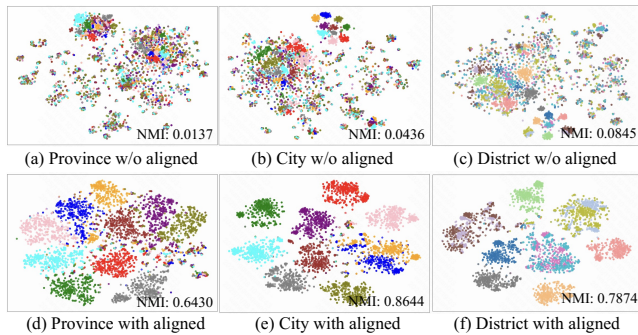 NMI: 0.0137
NMI: 0.0436
NMI: 0.0845
(a) Province w/o aligned
(b) City w/o aligned
(c) District w/o aligned
NMI: 0.6430
NMI: 0.8644
NMI: 0.7874
(d) Province with aligned
(e) City with aligned
(f) District with aligned